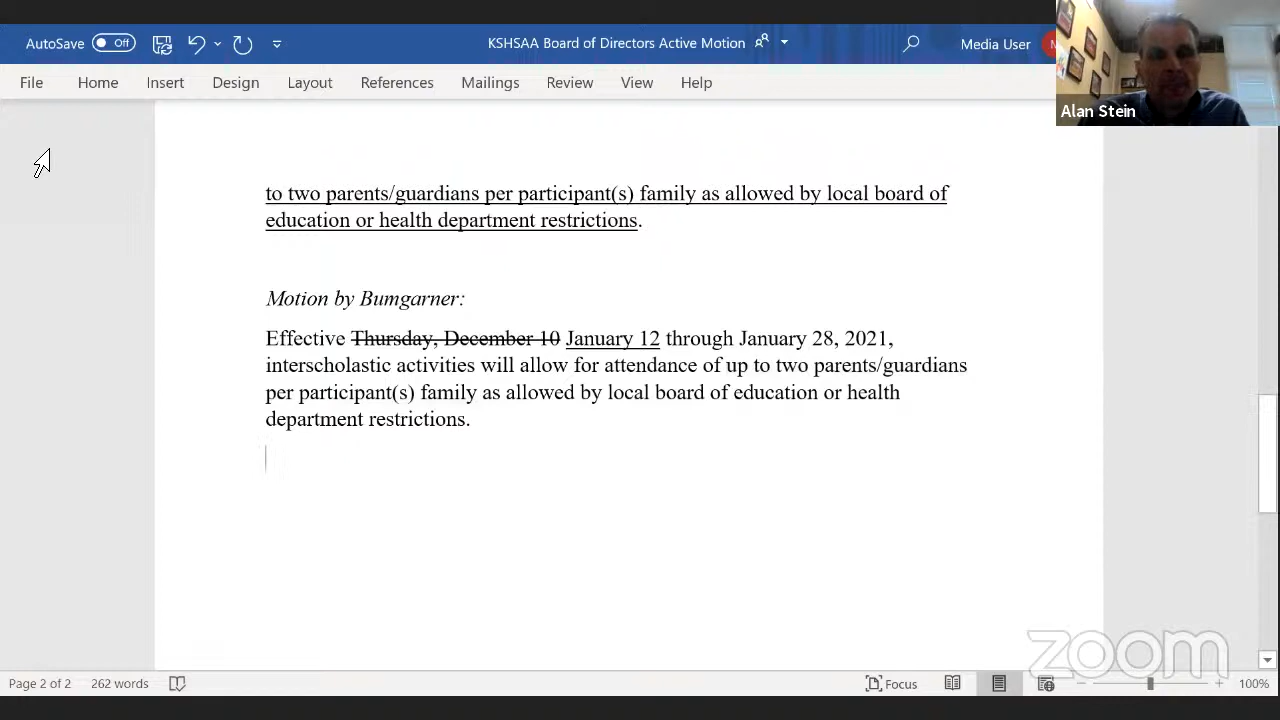 AutoSave Off KSHSAA Board of Directors Active Motion Media User
Alan Stein
File Home Insert Design Layout References Mailings Review View Help
to two parents/guardians per participant(s) family as allowed by local board of
education or health department restrictions.
Motion by Bumgarner:
Effective Thursday, December 10 January 12 through January 28, 2021,
interscholastic activities will allow for attendance of up to two parents/guardians
per participant(s) family as allowed by local board of education or health
department restrictions.
zoom
Page 2 of 2 262 words Focus 100%